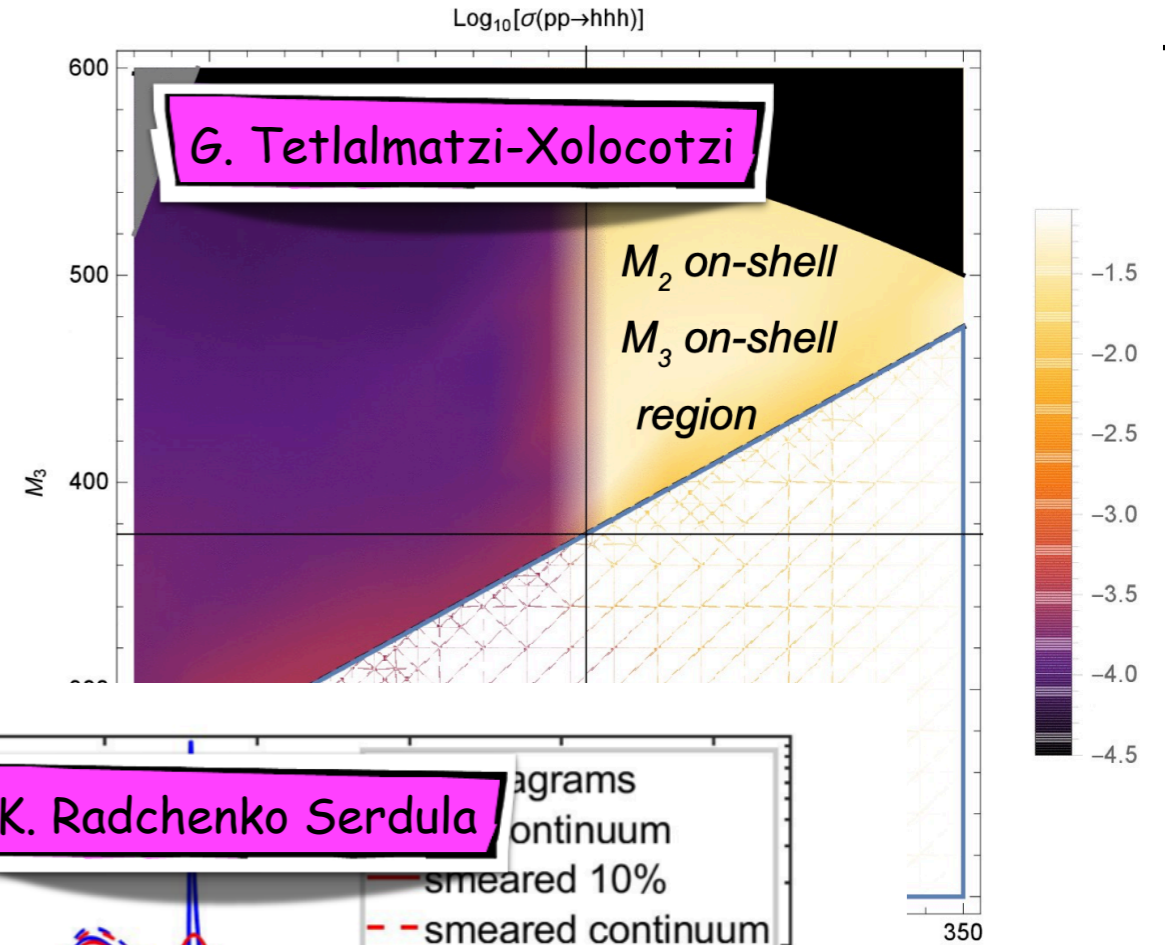 Log₁₀[σ(pp→hhh)]
600
G. Tetlalmatzi-Xolocotzi
M₂ on-shell
500
−1.5
M₃ on-shell
−2.0
region
−2.5
M₃
400
−3.0
−3.5
−4.0
−4.5
agrams
K. Radchenko Serdula
ontinuum
smeared 10%
smeared continuum
350